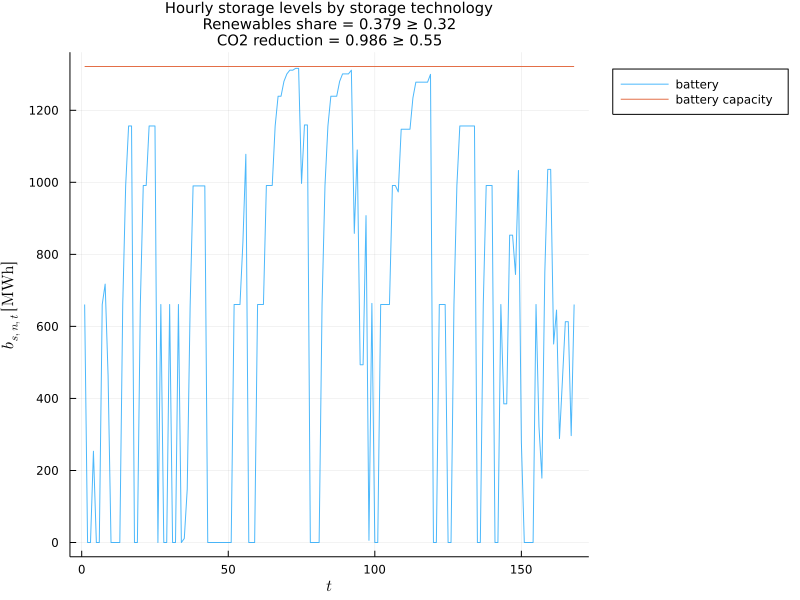 Hourly storage levels by storage technology
Renewables share = 0.379 ≥ 0.32
CO2 reduction = 0.986 ≥ 0.55
battery
battery capacity
b_{s, n, t} [MWh]
1200
1000
800
600
400
200
0
0 50 100 150
t